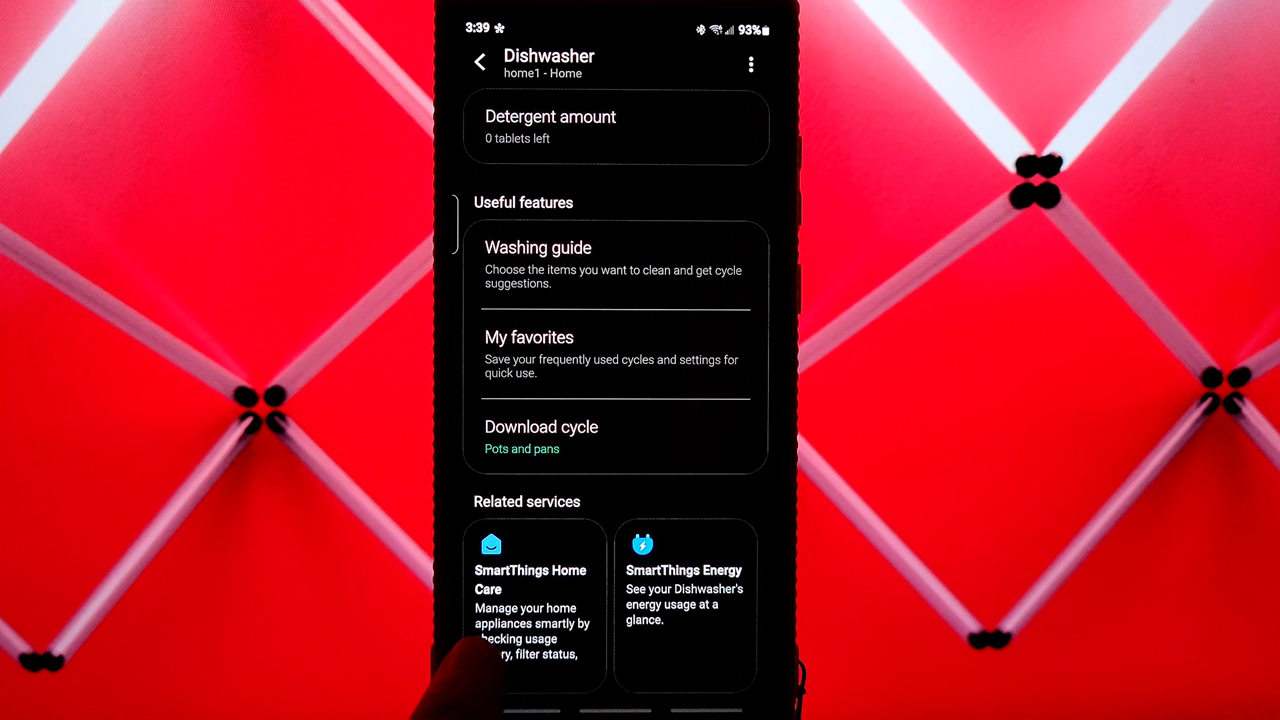 3:39
93%
Dishwasher
home1 - Home
Detergent amount
0 tablets left
Useful features
Washing guide
Choose the items you want to clean and get cycle
suggestions.
My favorites
Save your frequently used cycles and settings for
quick use.
Download cycle
Pots and pans
Related services
SmartThings Home
Care
Manage your home
appliances smartly by
checking usage
filter status,
SmartThings Energy
See your Dishwasher's
energy usage at a
glance.